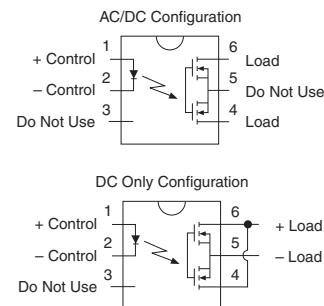 AC/DC Configuration
1 6
+ Control Load
2 5
– Control Do Not Use
3 4
Do Not Use Load
DC Only Configuration
1 6
+ Control + Load
2 5
– Control – Load
3 4
Do Not Use